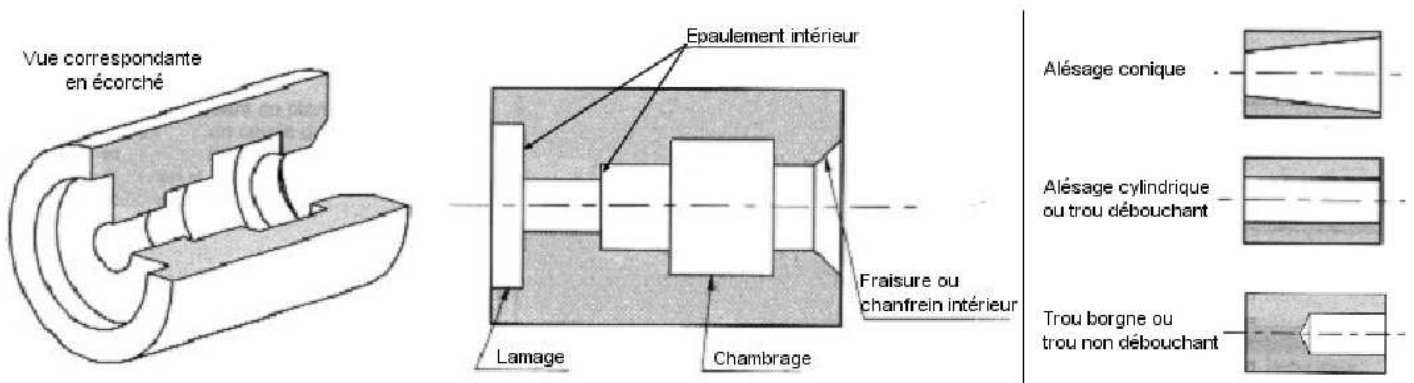 Vue correspondante
en écorché
Epaulement intérieur
Lamage
Chambrage
Fraisure ou
chanfrein intérieur
Alésage conique
Alésage cylindrique
ou trou débouchant
Trou borgne ou
trou non débouchant